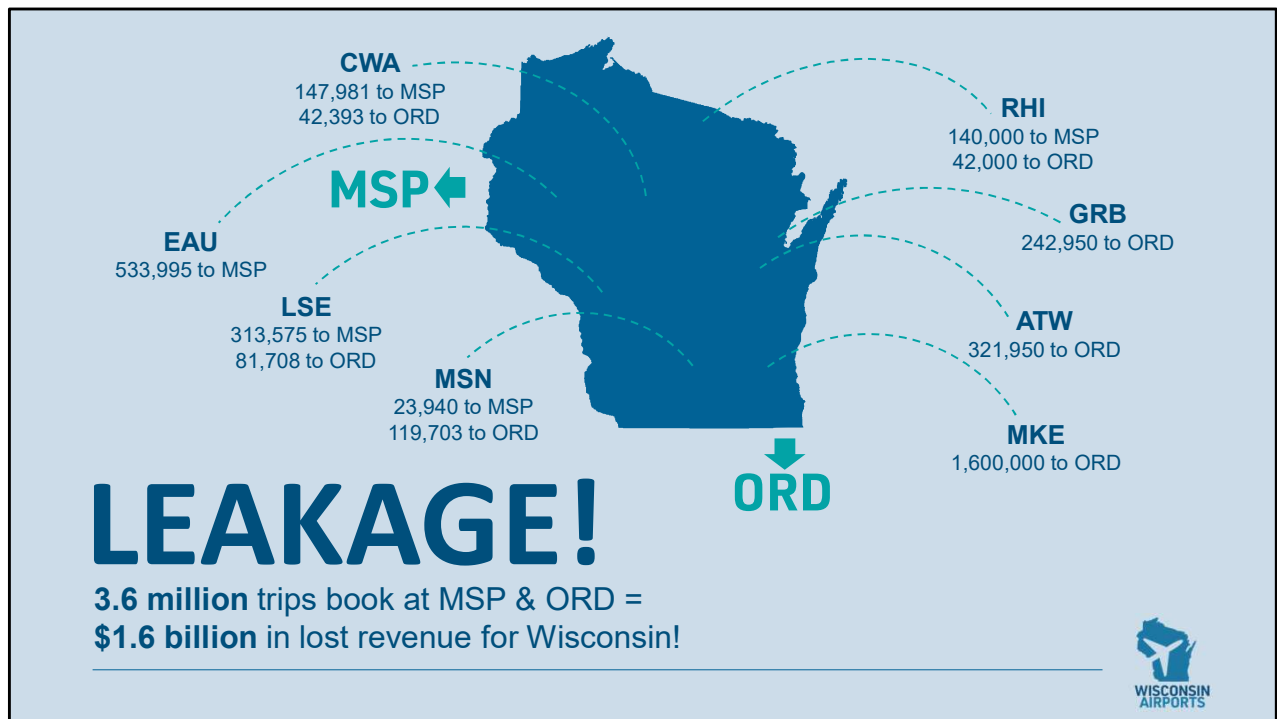 CWA
147,981 to MSP
42,393 to ORD
RHI
140,000 to MSP
42,000 to ORD
MSP
GRB
242,950 to ORD
EAU
533,995 to MSP
LSE
313,575 to MSP
81,708 to ORD
ATW
321,950 to ORD
MSN
23,940 to MSP
119,703 to ORD
MKE
1,600,000 to ORD
ORD
LEAKAGE!
3.6 million trips book at MSP & ORD =
$1.6 billion in lost revenue for Wisconsin!
WISCONSIN
AIRPORTS